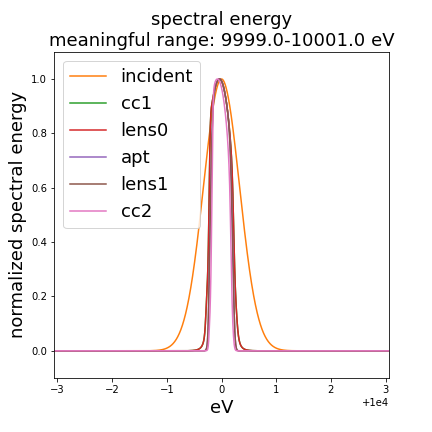 spectral energy
meaningful range: 9999.0-10001.0 eV
normalized spectral energy
1.0
0.8
0.6
0.4
0.2
0.0
incident
cc1
lens0
apt
lens1
cc2
−3
−2
−1
0
1
2
3
eV
+1e4